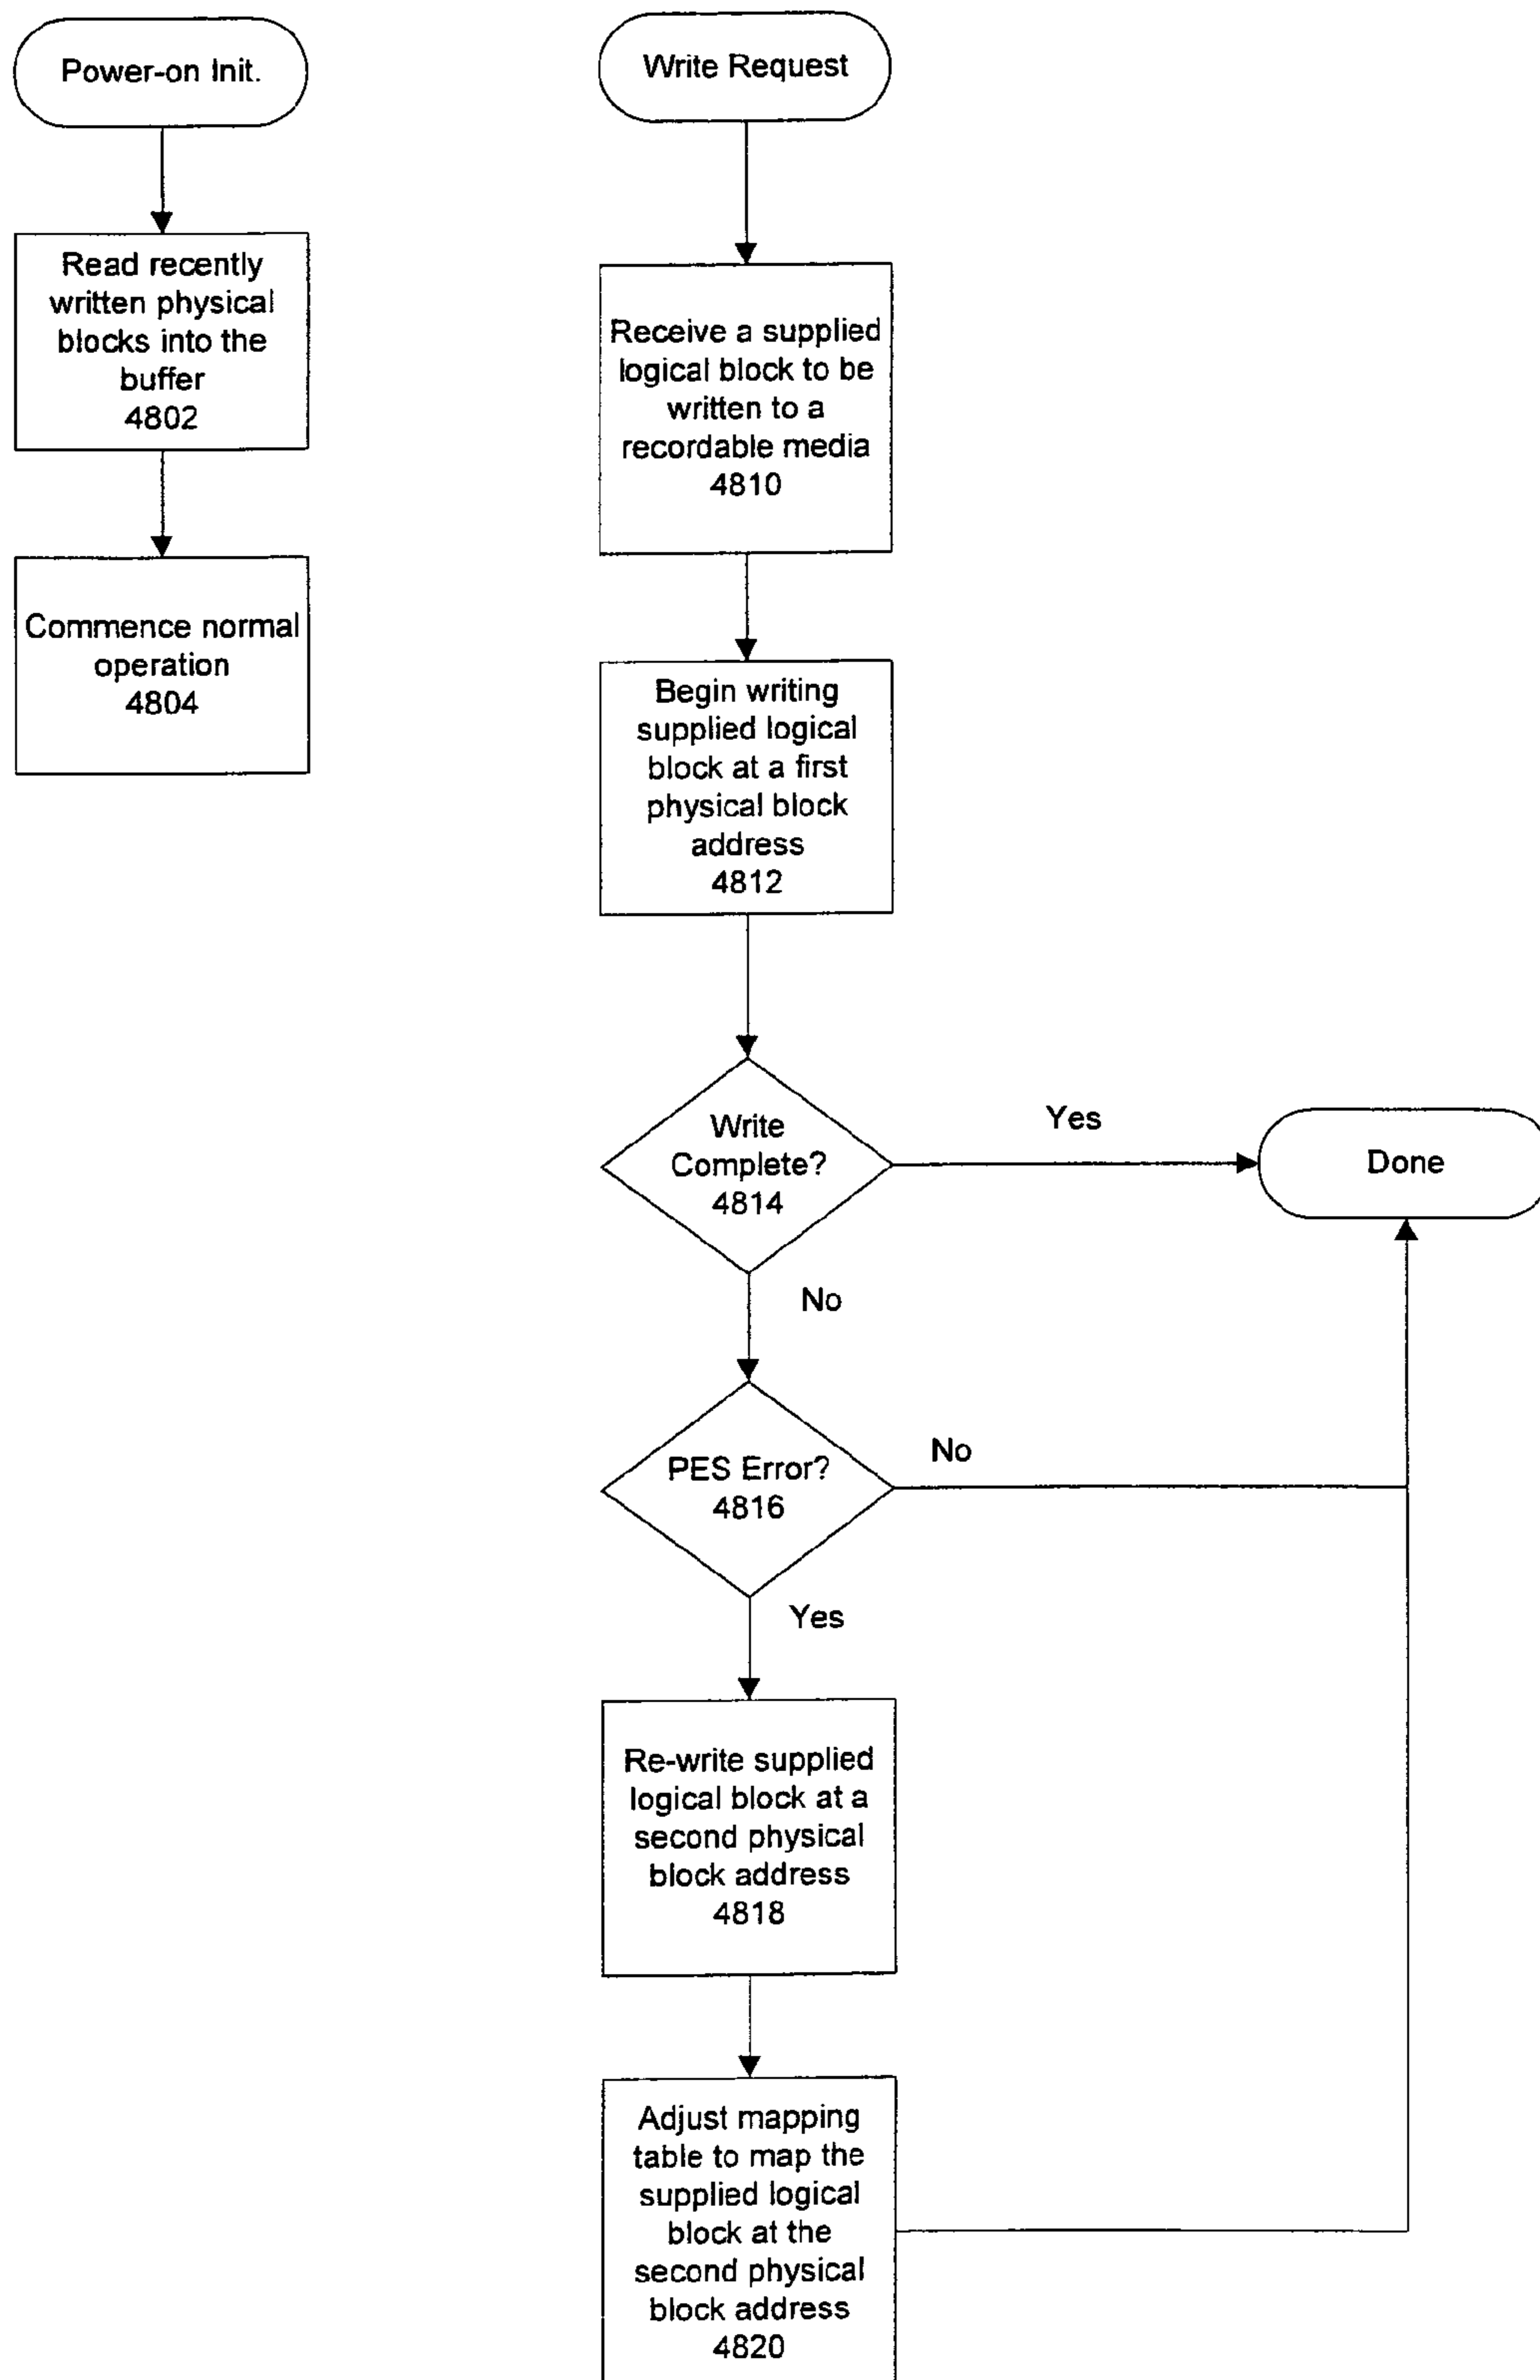 Power-on Init.
Read recently
written physical
blocks into the
buffer
4802
Commence normal
operation
4804
Write Request
Receive a supplied
logical block to be
written to a
recordable media
4810
Begin writing
supplied logical
block at a first
physical block
address
4812
Write
Complete?
4814
Yes
Done
No
PES Error?
4816
No
Yes
Re-write supplied
logical block at a
second physical
block address
4818
Adjust mapping
table to map the
supplied logical
block at the
second physical
block address
4820